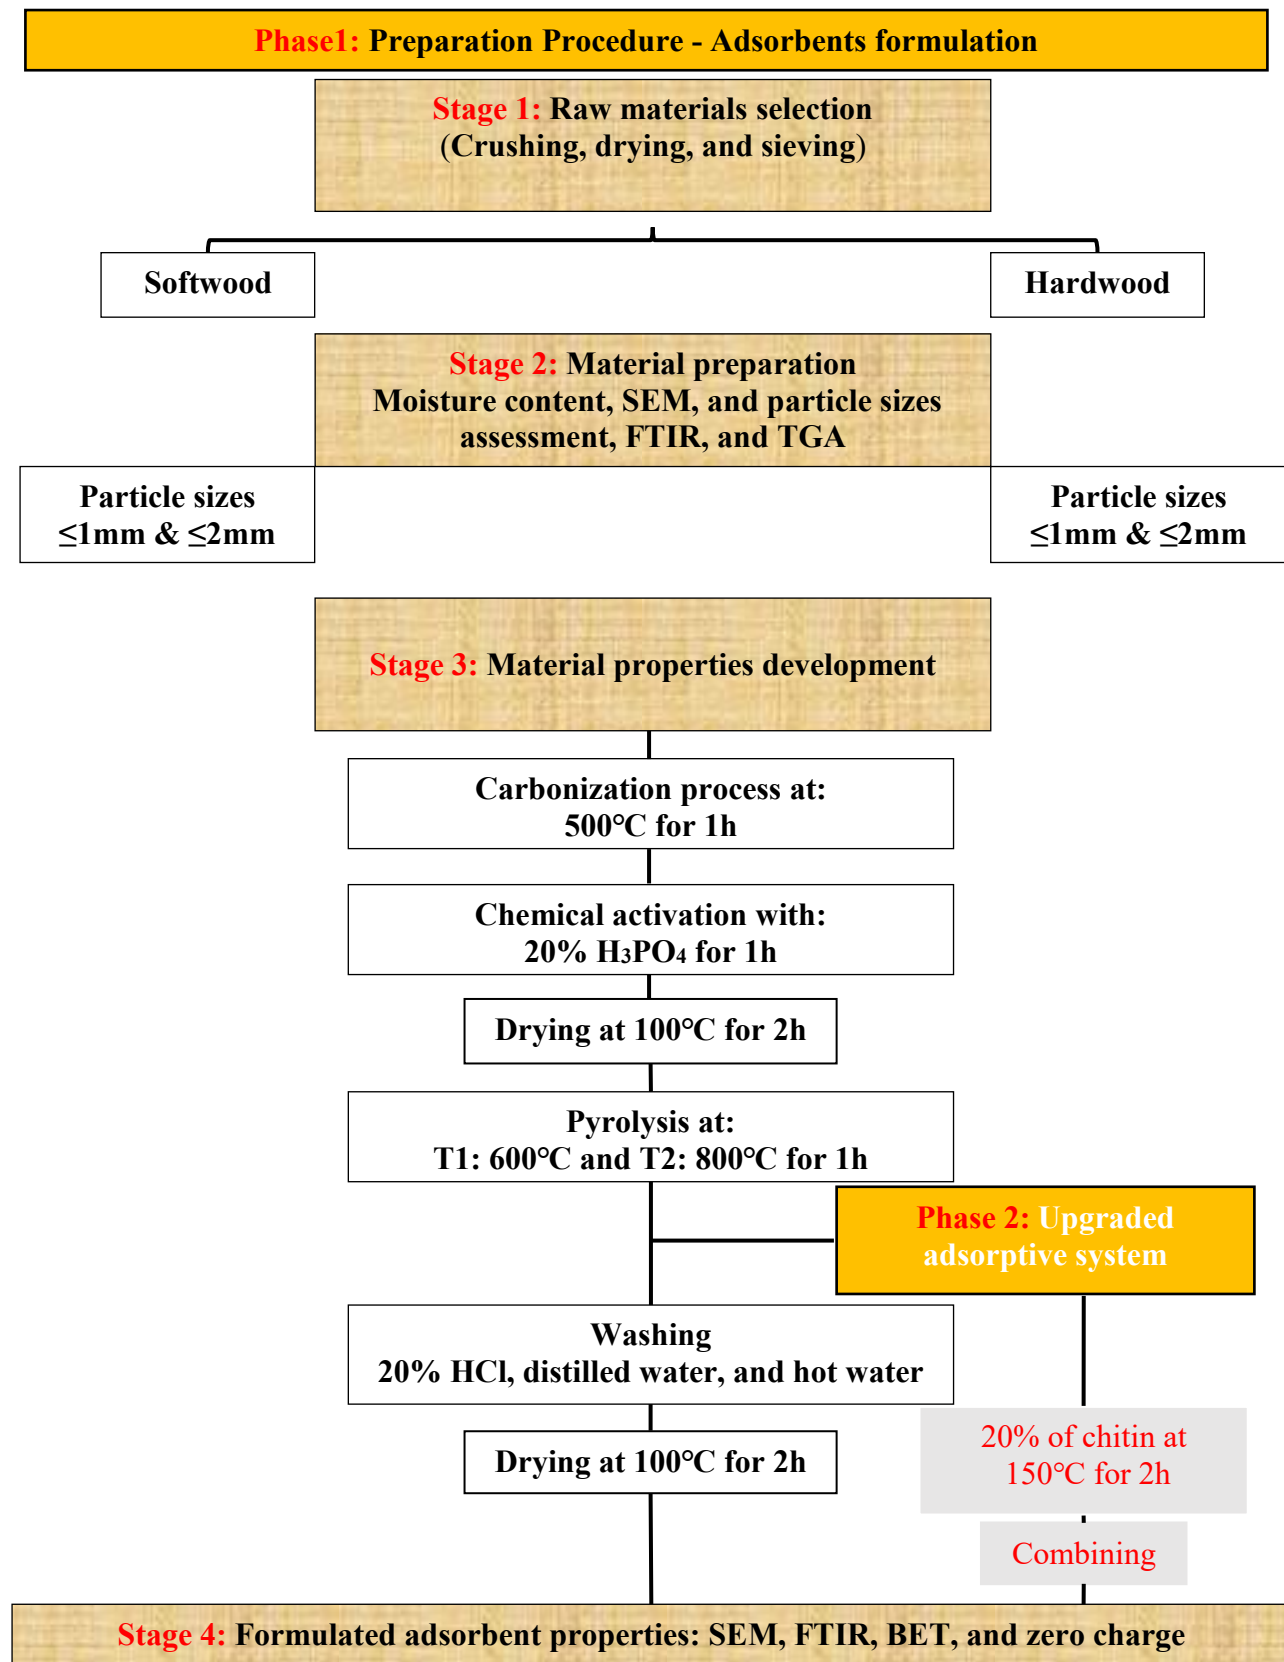 Phase1: Preparation Procedure - Adsorbents formulation
Stage 1: Raw materials selection
(Crushing, drying, and sieving)
Softwood
Hardwood
Stage 2: Material preparation
Moisture content, SEM, and particle sizes
assessment, FTIR, and TGA
Particle sizes
≤1mm & ≤2mm
Particle sizes
≤1mm & ≤2mm
Stage 3: Material properties development
Carbonization process at:
500°C for 1h
Chemical activation with:
20% H₃PO₄ for 1h
Drying at 100°C for 2h
Pyrolysis at:
T1: 600°C and T2: 800°C for 1h
Phase 2: Upgraded
adsorptive system
Washing
20% HCl, distilled water, and hot water
Drying at 100°C for 2h
20% of chitin at
150°C for 2h
Combining
Stage 4: Formulated adsorbent properties: SEM, FTIR, BET, and zero charge